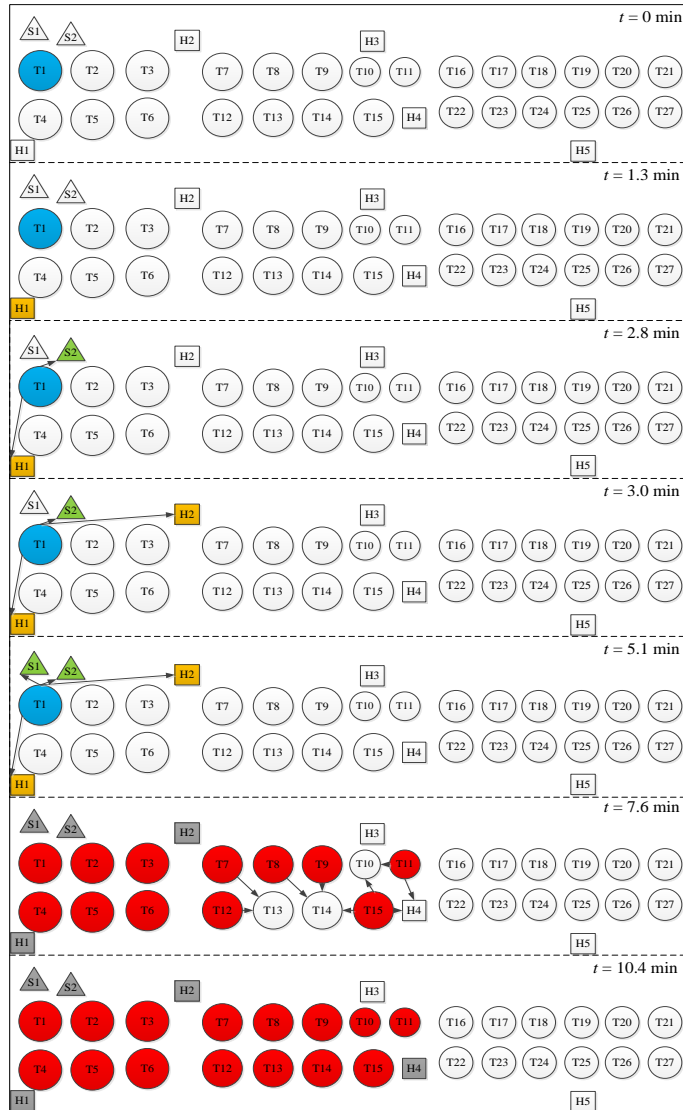 t = 0 min
S1 S2 H2 H3
T1 T2 T3 T7 T8 T9 T10 T11 T16 T17 T18 T19 T20 T21
T4 T5 T6 T12 T13 T14 T15 H4 T22 T23 T24 T25 T26 T27
H1 H5
t = 1.3 min
S1 S2 H2 H3
T1 T2 T3 T7 T8 T9 T10 T11 T16 T17 T18 T19 T20 T21
T4 T5 T6 T12 T13 T14 T15 H4 T22 T23 T24 T25 T26 T27
H1 H5
t = 2.8 min
S1 S2 H2 H3
T1 T2 T3 T7 T8 T9 T10 T11 T16 T17 T18 T19 T20 T21
T4 T5 T6 T12 T13 T14 T15 H4 T22 T23 T24 T25 T26 T27
H1 H5
t = 3.0 min
S1 S2 H2 H3
T1 T2 T3 T7 T8 T9 T10 T11 T16 T17 T18 T19 T20 T21
T4 T5 T6 T12 T13 T14 T15 H4 T22 T23 T24 T25 T26 T27
H1 H5
t = 5.1 min
S1 S2 H2 H3
T1 T2 T3 T7 T8 T9 T10 T11 T16 T17 T18 T19 T20 T21
T4 T5 T6 T12 T13 T14 T15 H4 T22 T23 T24 T25 T26 T27
H1 H5
t = 7.6 min
S1 S2 H2 H3
T1 T2 T3 T7 T8 T9 T10 T11 T16 T17 T18 T19 T20 T21
T4 T5 T6 T12 T13 T14 T15 H4 T22 T23 T24 T25 T26 T27
H1 H5
t = 10.4 min
S1 S2 H2 H3
T1 T2 T3 T7 T8 T9 T10 T11 T16 T17 T18 T19 T20 T21
T4 T5 T6 T12 T13 T14 T15 H4 T22 T23 T24 T25 T26 T27
H1 H5